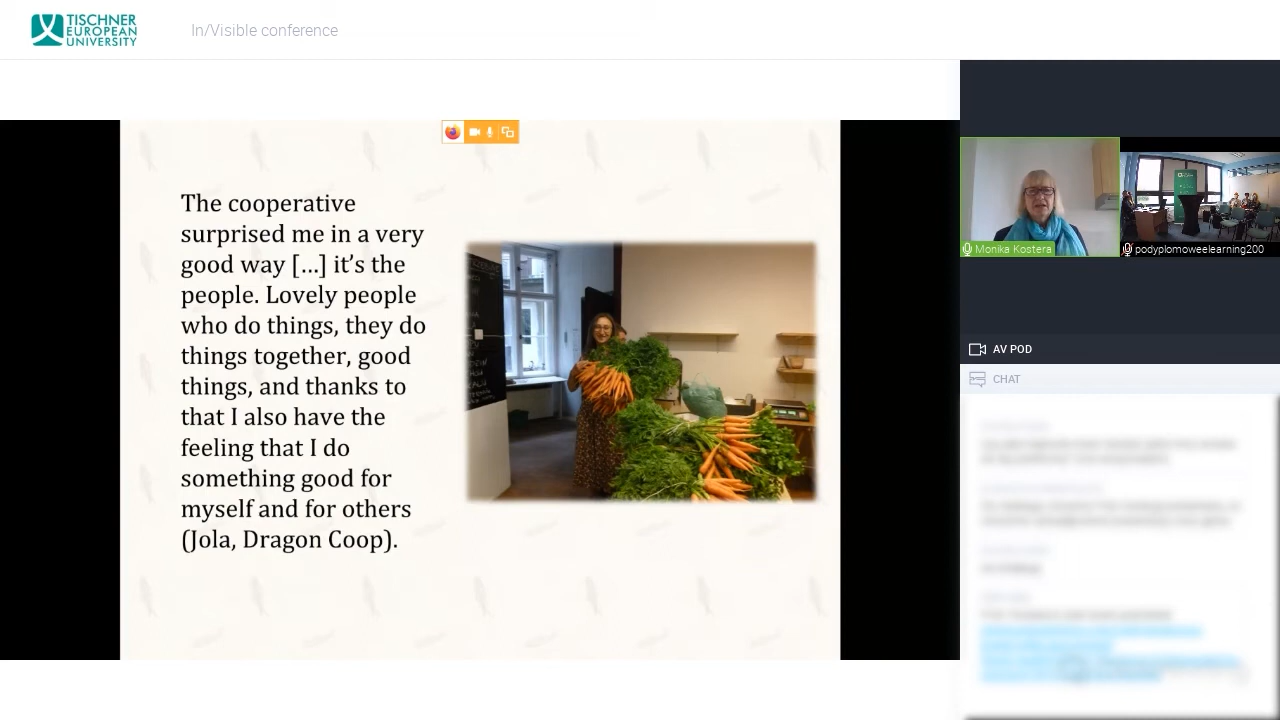 TISCHNER
EUROPEAN
UNIVERSITY
In/Visible conference
The cooperative
surprised me in a very
good way [...] it's the
people. Lovely people
who do things, they do
things together, good
things, and thanks to
that I also have the
feeling that I do
something good for
myself and for others
(Jola, Dragon Coop).
Monika Kostera
podyplomoweelearning200
AV POD
CHAT